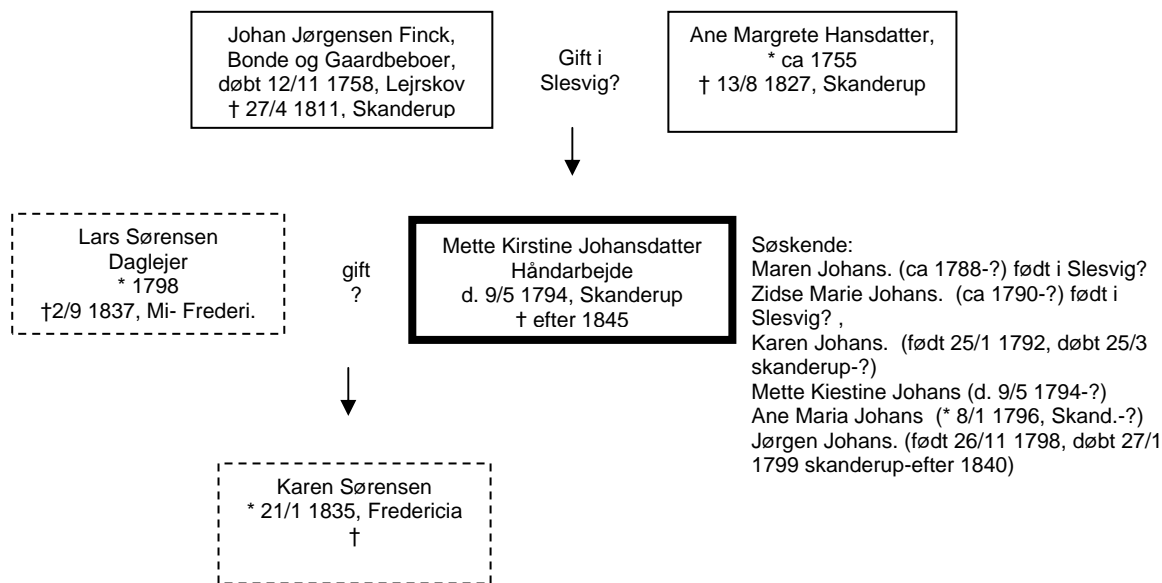 Johan Jørgensen Finck,
Bonde og Gaardbeboer,
døbt 12/11 1758, Lejrskov
† 27/4 1811, Skanderup
Gift i
Slesvig?
Ane Margrete Hansdatter,
* ca 1755
† 13/8 1827, Skanderup
Lars Sørensen
Daglejer
* 1798
†2/9 1837, Mi- Frederi.
gift
?
Mette Kirstine Johansdatter
Håndarbejde
d. 9/5 1794, Skanderup
† efter 1845
Søskende:
Maren Johans. (ca 1788-?) født i Slesvig?
Zidse Marie Johans.  (ca 1790-?) født i
Slesvig? ,
Karen Johans.  (født 25/1 1792, døbt 25/3
skanderup-?)
Mette Kiestine Johans (d. 9/5 1794-?)
Ane Maria Johans  (* 8/1 1796, Skand.-?)
Jørgen Johans. (født 26/11 1798, døbt 27/1
1799 skanderup-efter 1840)
Karen Sørensen
* 21/1 1835, Fredericia
†